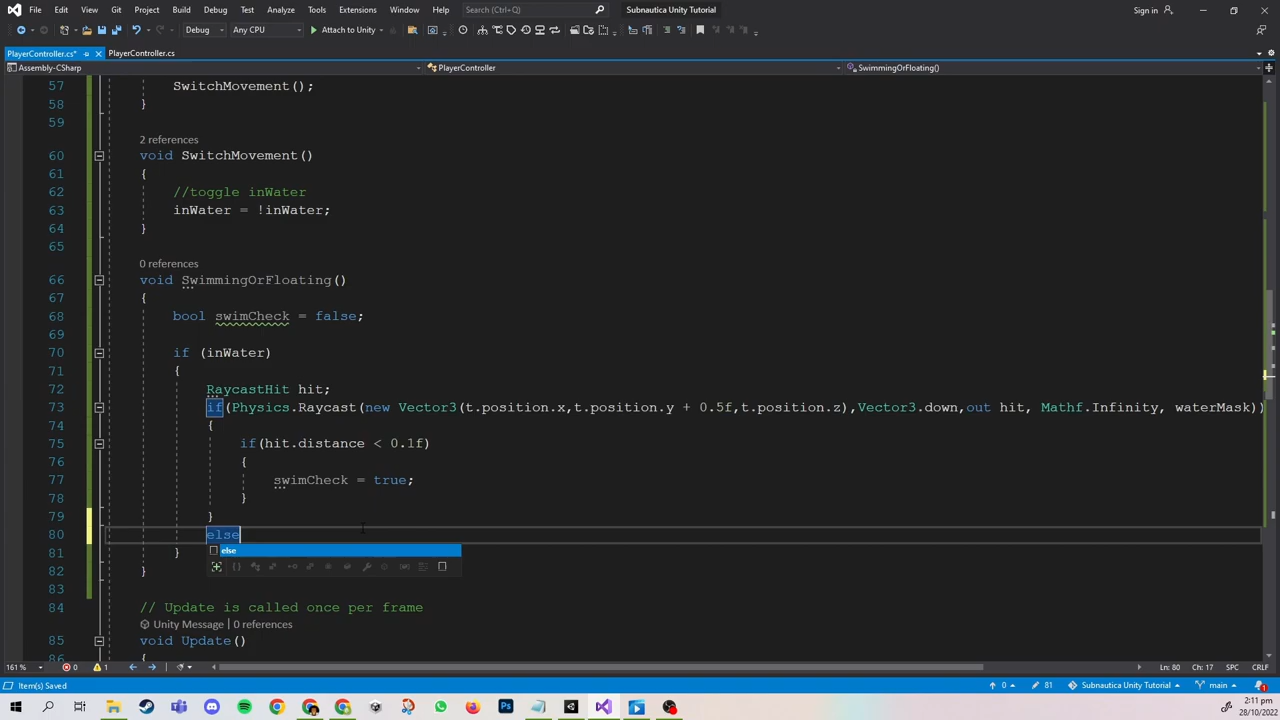 File Edit View Git Project Build Debug Test Analyze Tools Extensions Window Help Search (Ctrl+Q) Subnautica Unity Tutorial Sign in
Debug Any CPU Attach to Unity
PlayerController.cs* PlayerController.cs
Assembly-CSharp PlayerController SwimmingOrFloating()
57 SwitchMovement();
58 }
59
2 references
60 void SwitchMovement()
61 {
62 //toggle inWater
63 inWater = !inWater;
64 }
65
0 references
66 void SwimmingOrFloating()
67 {
68 bool swimCheck = false;
69
70 if (inWater)
71 {
72 RaycastHit hit;
73 if(Physics.Raycast(new Vector3(t.position.x,t.position.y + 0.5f,t.position.z),Vector3.down,out hit, Mathf.Infinity, waterMask))
74 {
75 if(hit.distance < 0.1f)
76 {
77 swimCheck = true;
78 }
79 }
80 else
else
81 }
82 }
83
84 // Update is called once per frame
Unity Message | 0 references
85 void Update()
{
161 % 0 1 Ln: 80 Ch: 17 SPC CRLF
Item(s) Saved 0 81 Subnautica Unity Tutorial main 1
2:11 pm
28/10/2022